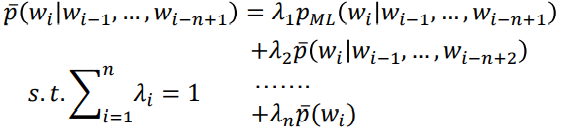 p̄(wᵢ|wᵢ₋₁, … , wᵢ₋ₙ₊₁) = λ₁p_ML(wᵢ|wᵢ₋₁, … , wᵢ₋ₙ₊₁)
+λ₂p̄(wᵢ|wᵢ₋₁, … , wᵢ₋ₙ₊₂)
s.t. ∑ᵢ₌₁ⁿ λᵢ = 1
.......
+λₙp̄(wᵢ)